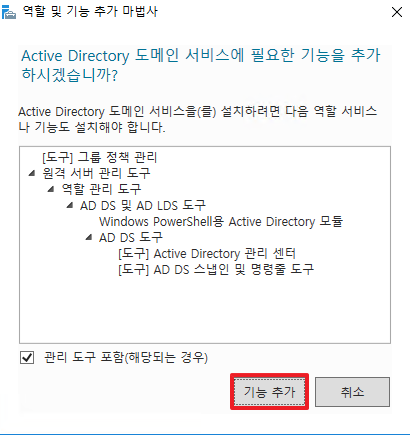 역할 및 기능 추가 마법사
Active Directory 도메인 서비스에 필요한 기능을 추가
하시겠습니까?
Active Directory 도메인 서비스을(를) 설치하려면 다음 역할 서비스
나 기능도 설치해야 합니다.
[도구] 그룹 정책 관리
원격 서버 관리 도구
역할 관리 도구
AD DS 및 AD LDS 도구
Windows PowerShell용 Active Directory 모듈
AD DS 도구
[도구] Active Directory 관리 센터
[도구] AD DS 스냅인 및 명령줄 도구
관리 도구 포함(해당되는 경우)
기능 추가
취소